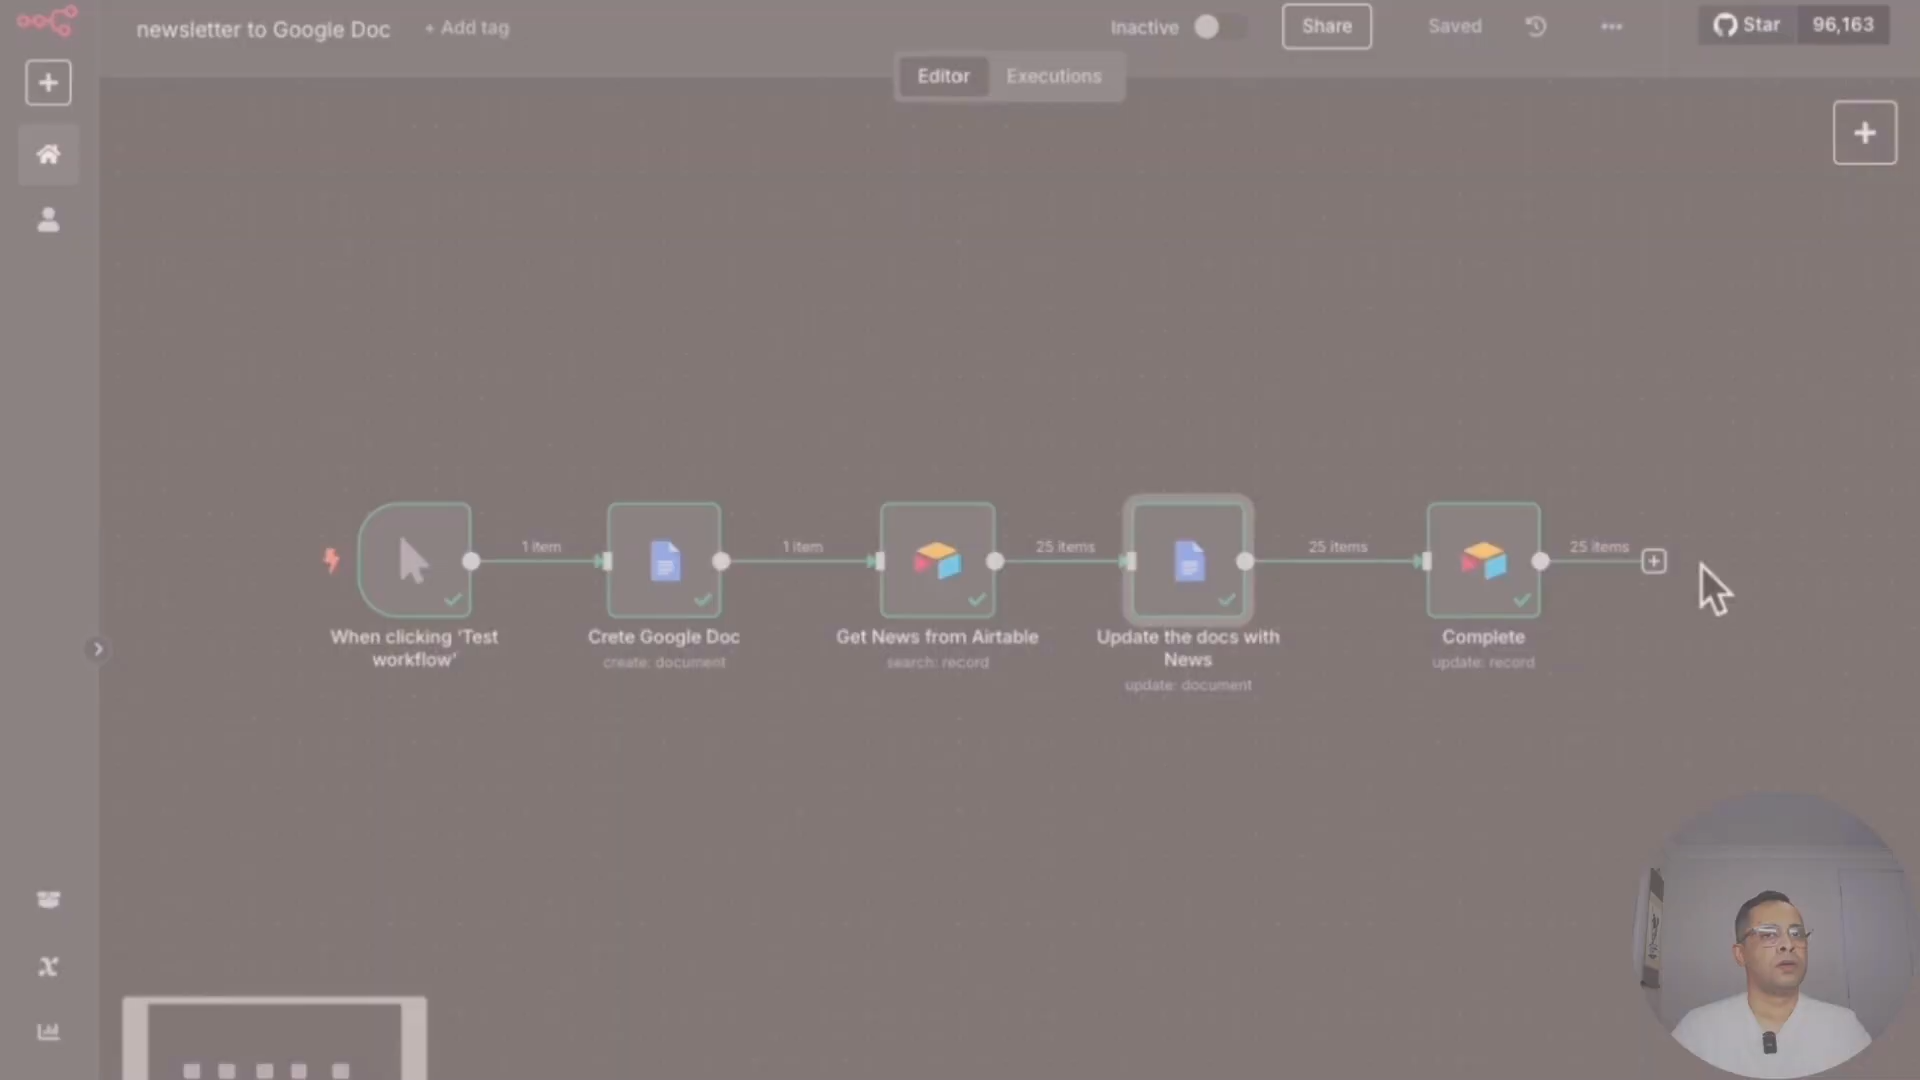 newsletter to Google Doc
+ Add tag
Inactive
Share
Saved
Star
96,163
Editor
Executions
1 item
1 item
25 items
25 items
25 items
When clicking 'Test
workflow'
Crete Google Doc
create: document
Get News from Airtable
search: record
Update the docs with
News
update: document
Complete
update: record